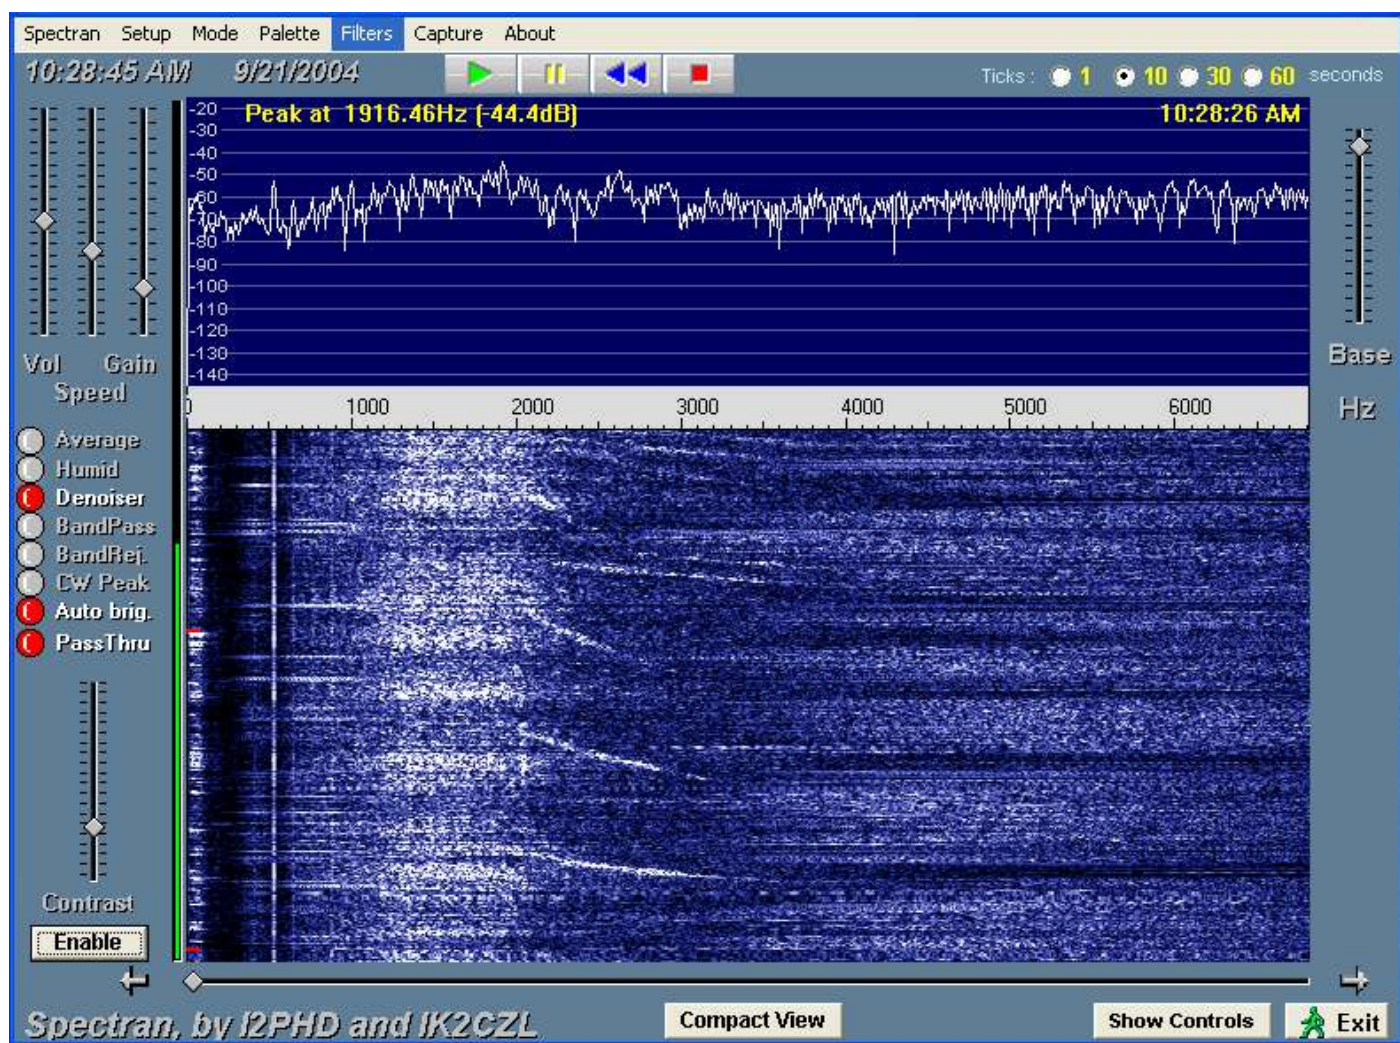 Spectran Setup Mode Palette Filters Capture About
10:28:45 AM 9/21/2004 Ticks : 1 10 30 60 seconds
Peak at 1916.46Hz (-44.4dB) 10:28:26 AM
-20
-30
-40
-50
-60
-70
-80
-90
-100
-110
-120
-130
-140
Vol Gain
Speed
Base
0 1000 2000 3000 4000 5000 6000 Hz
Average
Humid
Denoiser
BandPass
BandRej.
CW Peak
Auto brig.
PassThru
Contrast
Enable
Spectran, by I2PHD and IK2CZL Compact View Show Controls Exit